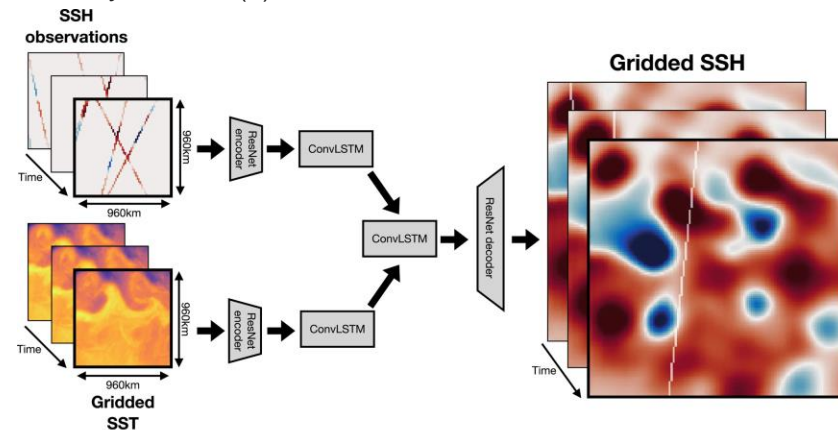 SSH
observations
960km
Time
960km
ResNet
encoder
ConvLSTM
ConvLSTM
ResNet decoder
Gridded SSH
Time
960km
Time
960km
Gridded
SST
ResNet
encoder
ConvLSTM